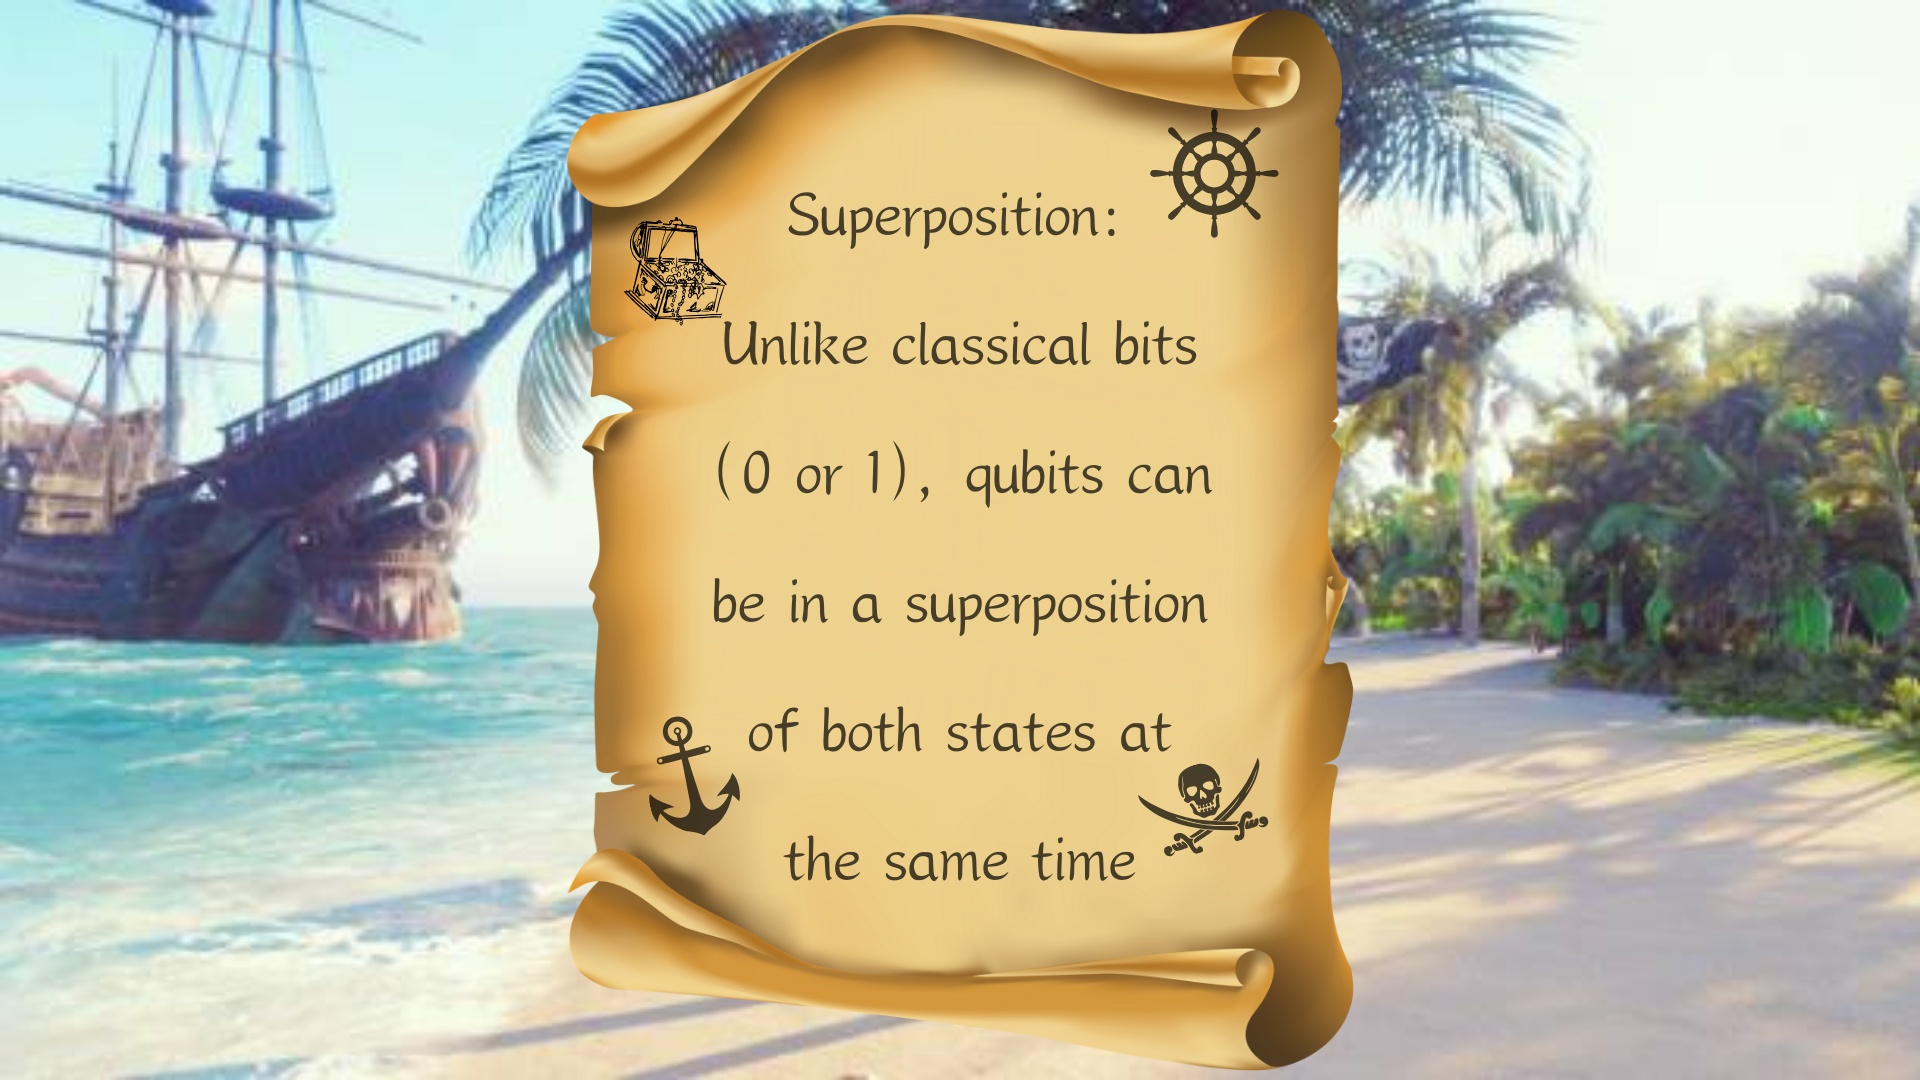 Superposition:
Unlike classical bits
(0 or 1), qubits can
be in a superposition
of both states at
the same time